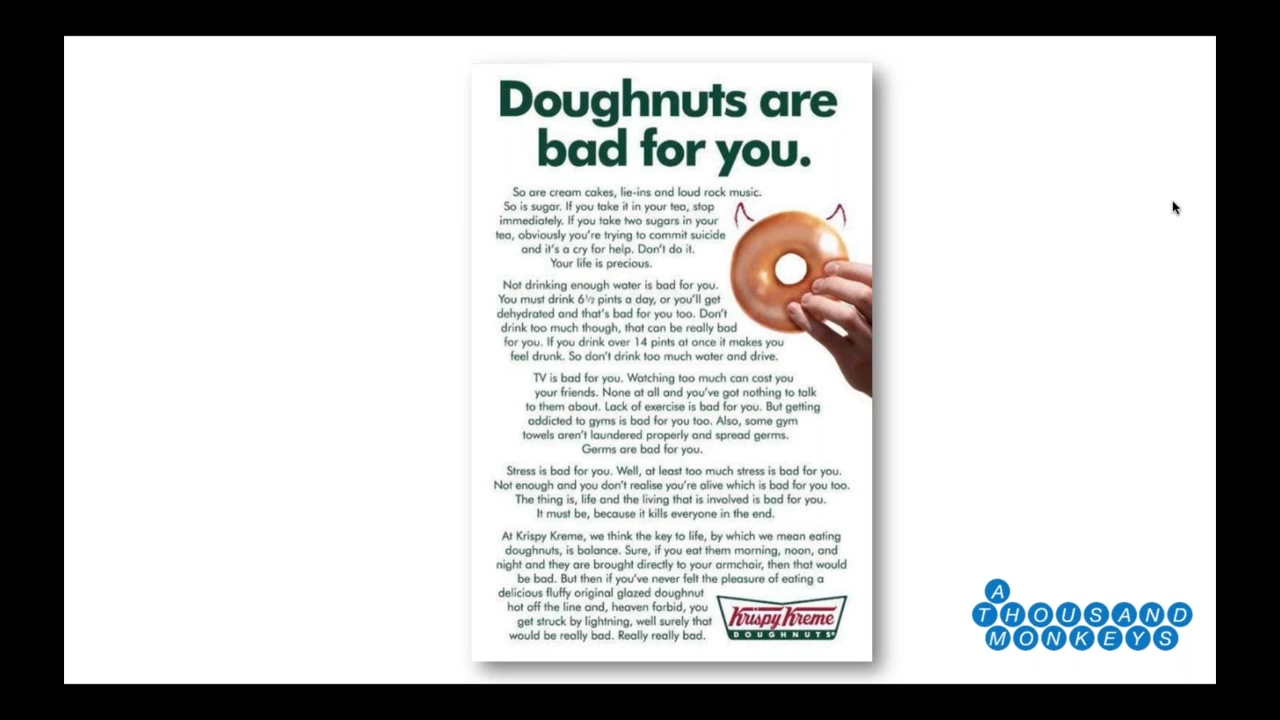 Doughnuts are
bad for you.
So are cream cakes, lie-ins and loud rock music.
So is sugar. If you take it in your tea, stop
immediately. If you take two sugars in your
tea, obviously you're trying to commit suicide
and it's a cry for help. Don't do it.
Your life is precious.
Not drinking enough water is bad for you.
You must drink 6½ pints a day, or you'll get
dehydrated and that's bad for you too. Don't
drink too much though, that can be really bad
for you. If you drink over 14 pints at once it makes you
feel drunk. So don't drink too much water and drive.
TV is bad for you. Watching too much can cost you
your friends. None at all and you've got nothing to talk
to them about. Lack of exercise is bad for you. But getting
addicted to gyms is bad for you too. Also, some gym
towels aren't laundered properly and spread germs.
Germs are bad for you.
Stress is bad for you. Well, at least too much stress is bad for you.
Not enough and you don't realise you're alive which is bad for you too.
The thing is, life and the living that is involved is bad for you.
It must be, because it kills everyone in the end.
At Krispy Kreme, we think the key to life, by which we mean eating
doughnuts, is balance. Sure, if you eat them morning, noon, and
night and they are brought directly to your armchair, then that would
be bad. But then if you've never felt the pleasure of eating a
delicious fluffy original glazed doughnut
hot off the line and, heaven forbid, you
get struck by lightning, well surely that
would be really bad. Really really bad.
Krispy Kreme
DOUGHNUTS®
A
THOUSAND
MONKEYS